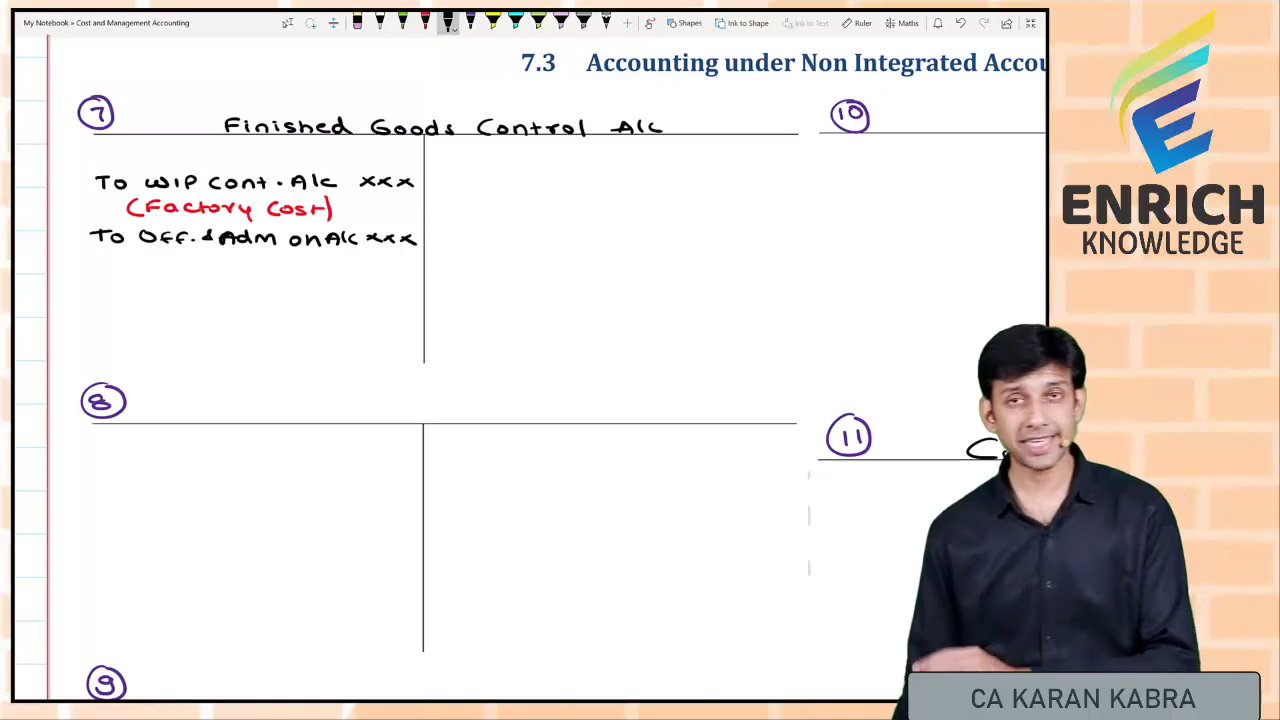 My Notebook » Cost and Management Accounting
Shapes
Ink to Shape
Ink to Text
Ruler
Maths
7.3 Accounting under Non Integrated Accou
7
Finished Goods Control A/c
To WIP Cont. A/c xxx
(Factory Cost)
To Off. & Adm OH A/c xxx
8
9
10
11
ENRICH
KNOWLEDGE
CA KARAN KABRA